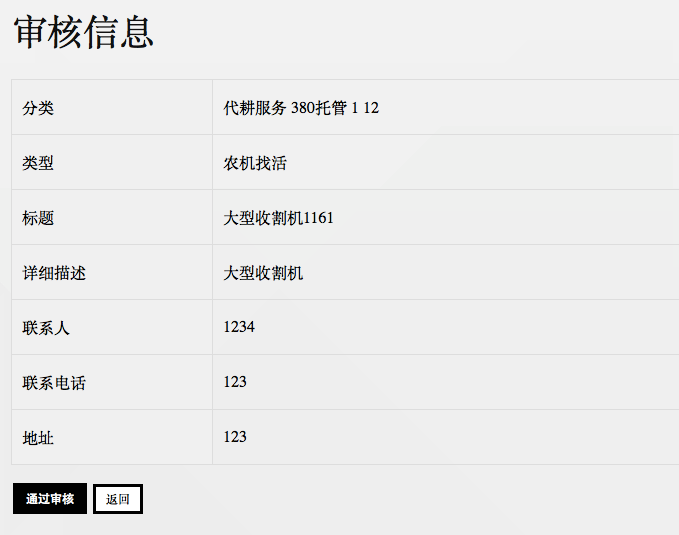 审核信息
分类 代耕服务 380托管 1 12
类型 农机找活
标题 大型收割机1161
详细描述 大型收割机
联系人 1234
联系电话 123
地址 123
通过审核 返回